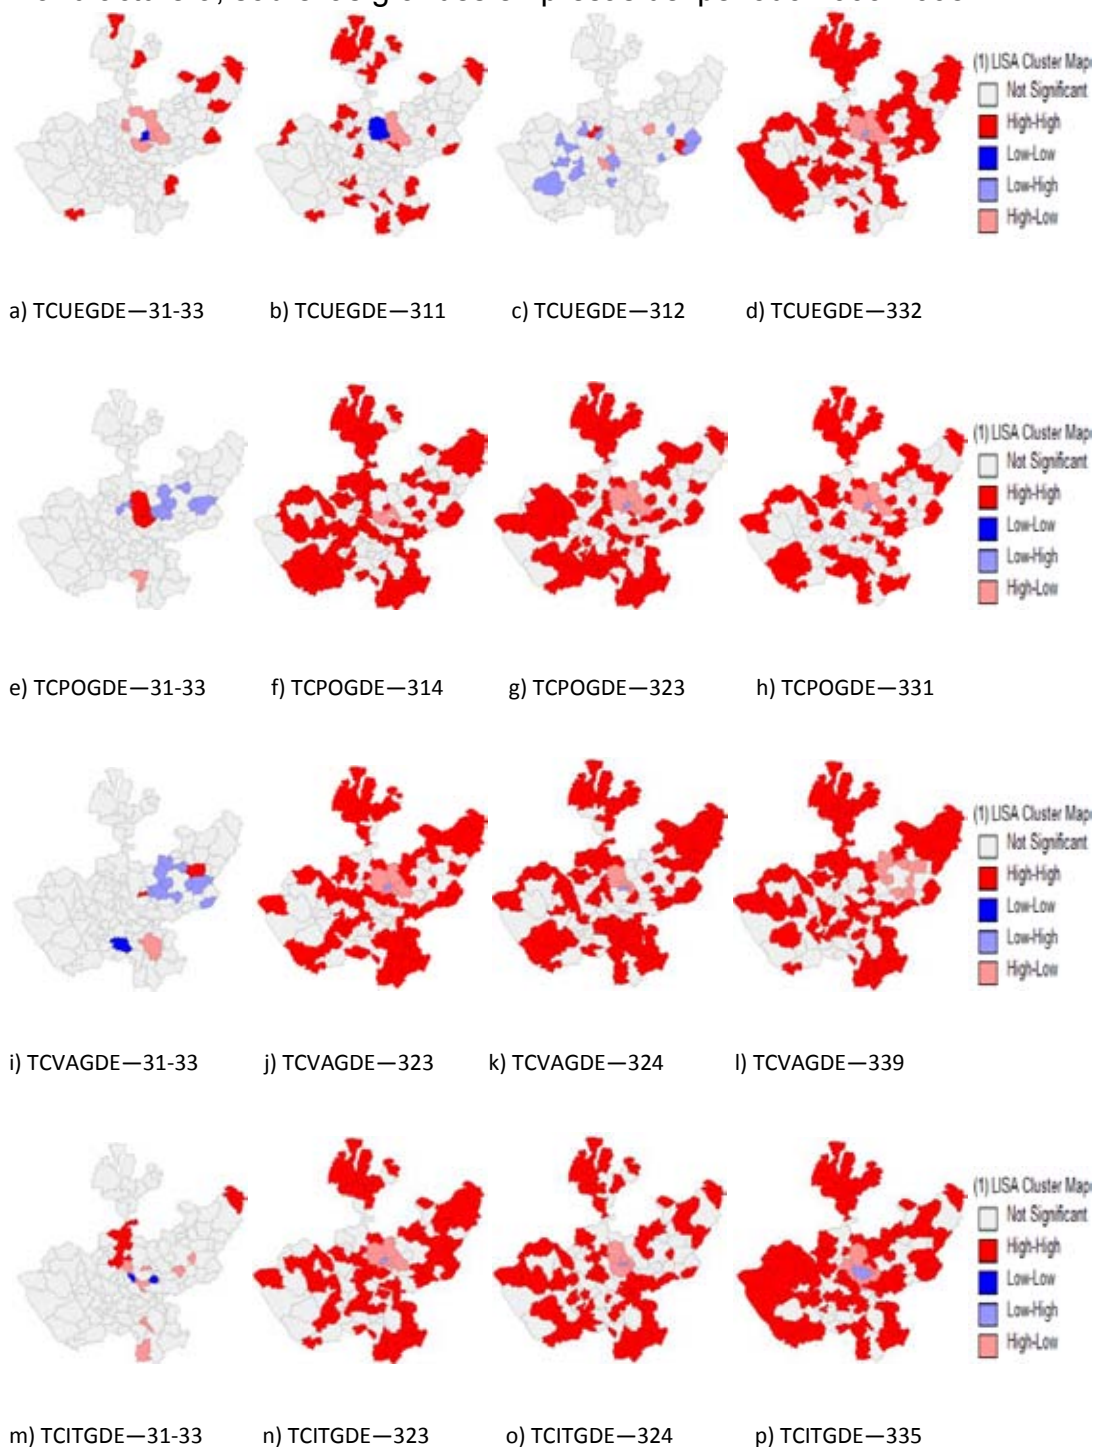 (1) LISA Cluster Map
Not Significant
High-High
Low-Low
Low-High
High-Low
a) TCUEGDE—31-33 b) TCUEGDE—311 c) TCUEGDE—312 d) TCUEGDE—332
(1) LISA Cluster Map
Not Significant
High-High
Low-Low
Low-High
High-Low
e) TCPOGDE—31-33 f) TCPOGDE—314 g) TCPOGDE—323 h) TCPOGDE—331
(1) LISA Cluster Map
Not Significant
High-High
Low-Low
Low-High
High-Low
i) TCVAGDE—31-33 j) TCVAGDE—323 k) TCVAGDE—324 l) TCVAGDE—339
(1) LISA Cluster Map
Not Significant
High-High
Low-Low
Low-High
High-Low
m) TCITGDE—31-33 n) TCITGDE—323 o) TCITGDE—324 p) TCITGDE—335